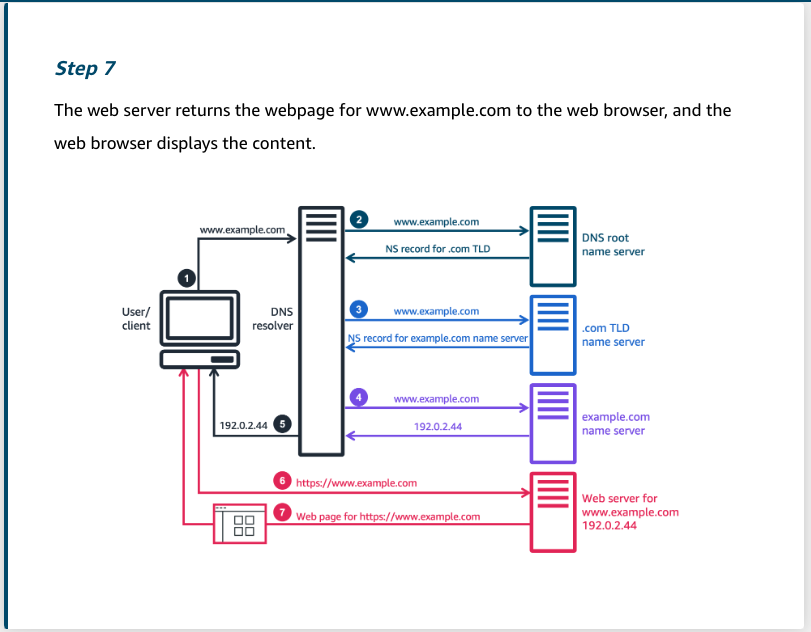 Step 7
The web server returns the webpage for www.example.com to the web browser, and the
web browser displays the content.
www.example.com
2
www.example.com
NS record for .com TLD
DNS root
name server
1
User/
client
DNS
resolver
3
www.example.com
NS record for example.com name server
.com TLD
name server
4
www.example.com
192.0.2.44
example.com
name server
192.0.2.44
5
6
https://www.example.com
7
Web page for https://www.example.com
Web server for
www.example.com
192.0.2.44